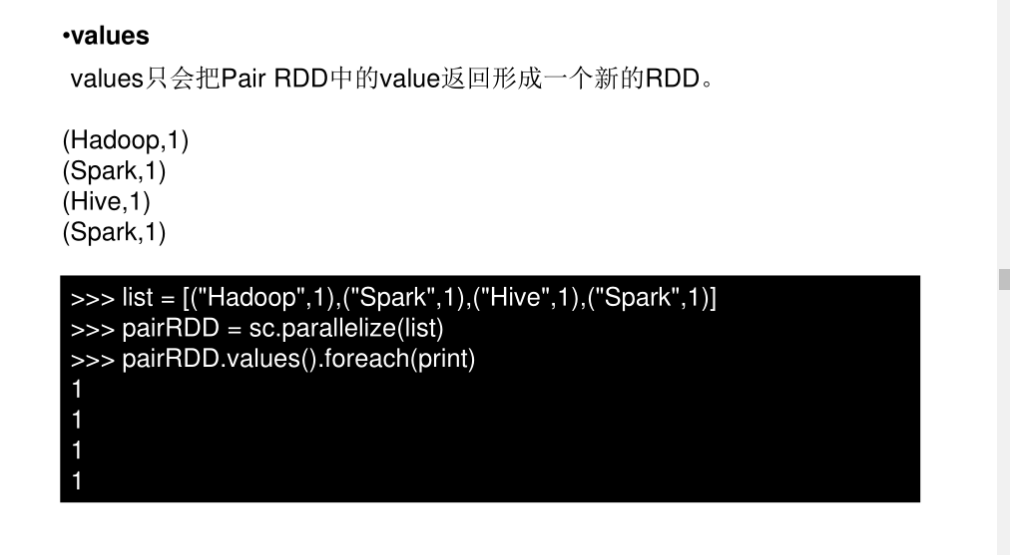 •values
values只会把Pair RDD中的value返回形成一个新的RDD。
(Hadoop,1)
(Spark,1)
(Hive,1)
(Spark,1)
>>> list = [("Hadoop",1),("Spark",1),("Hive",1),("Spark",1)]
>>> pairRDD = sc.parallelize(list)
>>> pairRDD.values().foreach(print)
1
1
1
1